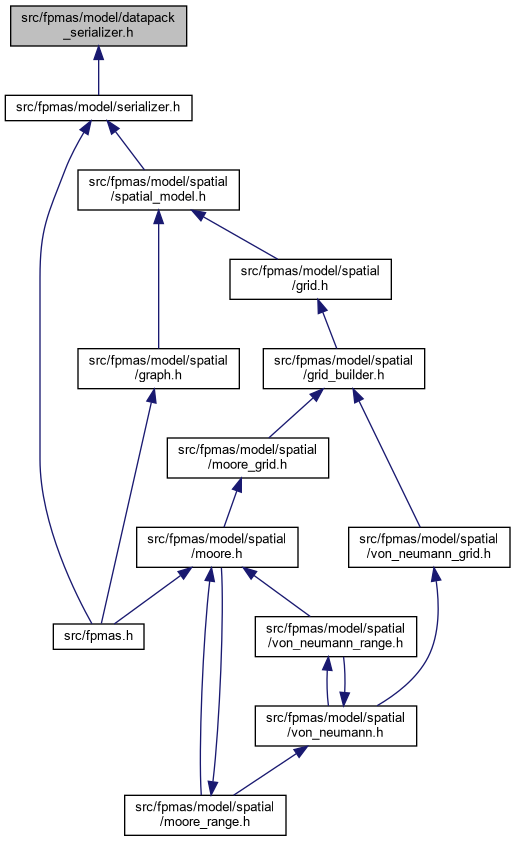 src/fpmas/model/datapack
_serializer.h
src/fpmas/model/serializer.h
src/fpmas/model/spatial
/spatial_model.h
src/fpmas/model/spatial
/grid.h
src/fpmas/model/spatial
/graph.h
src/fpmas/model/spatial
/grid_builder.h
src/fpmas/model/spatial
/moore_grid.h
src/fpmas/model/spatial
/moore.h
src/fpmas/model/spatial
/von_neumann_grid.h
src/fpmas.h
src/fpmas/model/spatial
/von_neumann_range.h
src/fpmas/model/spatial
/von_neumann.h
src/fpmas/model/spatial
/moore_range.h